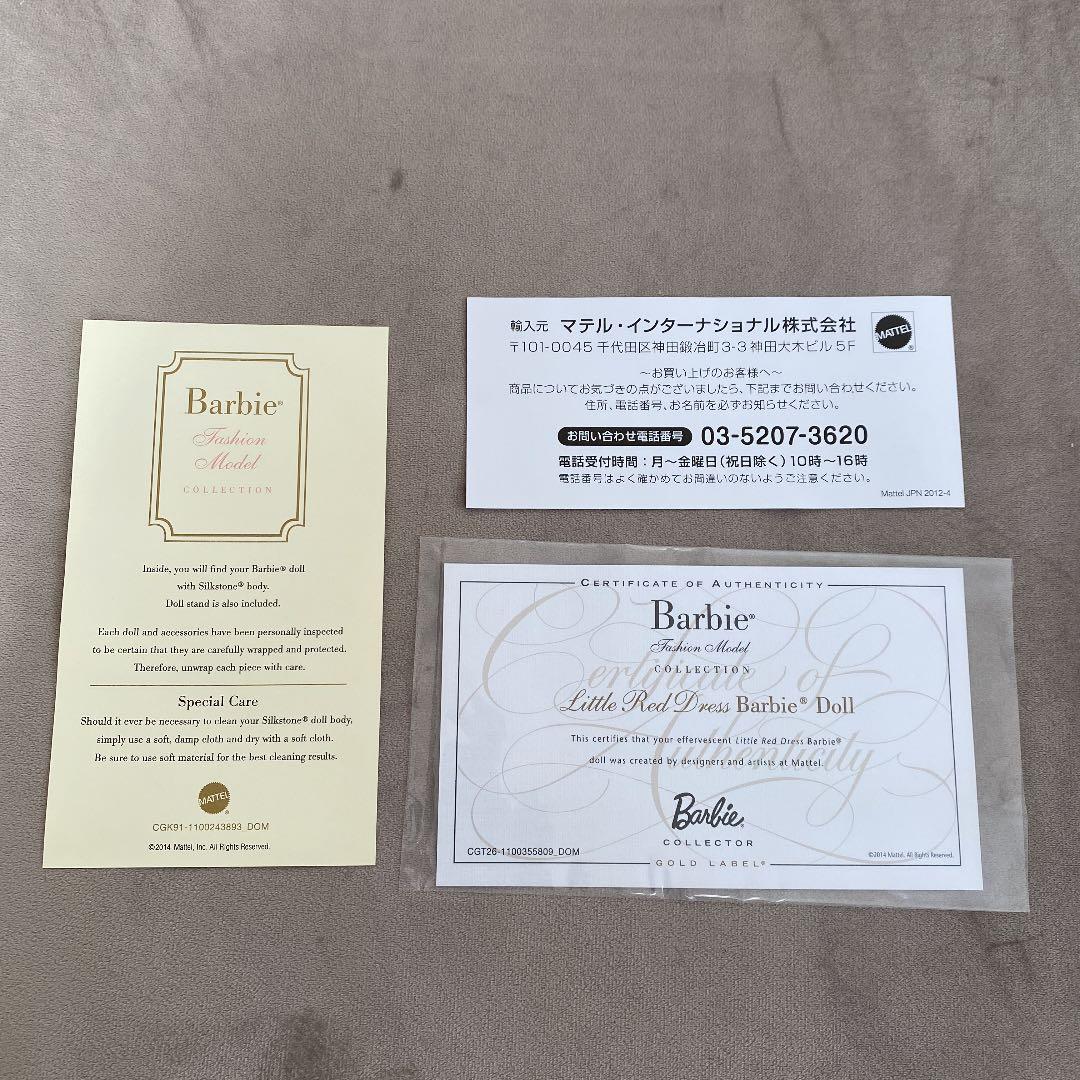 Barbie®
Fashion
Model
COLLECTION
Inside, you will find your Barbie® doll
with Silkstone® body.
Doll stand is also included.
Each doll and accessories have been personally inspected
to be certain that they are carefully wrapped and protected.
Therefore, unwrap each piece with care.
Special Care
Should it ever be necessary to clean your Silkstone® doll body,
simply use a soft, damp cloth and dry with a soft cloth.
Be sure to use soft material for the best cleaning results.
MATTEL®
CGK91-1100243893_DOM
©2014 Mattel, Inc. All Rights Reserved.
輸入元 マテル・インターナショナル株式会社
MATTEL®
〒101-0045 千代田区神田鍛冶町3-3 神田大木ビル 5F
〜お買い上げのお客様へ〜
商品についてお気づきの点がございましたら、下記までお問い合わせください。
住所、電話番号、お名前を必ずお知らせください。
お問い合わせ電話番号 03-5207-3620
電話受付時間:月〜金曜日(祝日除く)10時〜16時
電話番号はよく確かめてお間違いのないようご注意ください。
Mattel JPN 2012-4
CERTIFICATE OF AUTHENTICITY
Barbie®
Fashion Model
COLLECTION
Certificate of
Authenticity
Little Red Dress Barbie® Doll
This certifies that your effervescent Little Red Dress Barbie®
doll was created by designers and artists at Mattel.
Barbie®
COLLECTOR
CGT26-1100355809_DOM
©2014 Mattel. All Rights Reserved.
GOLD LABEL®